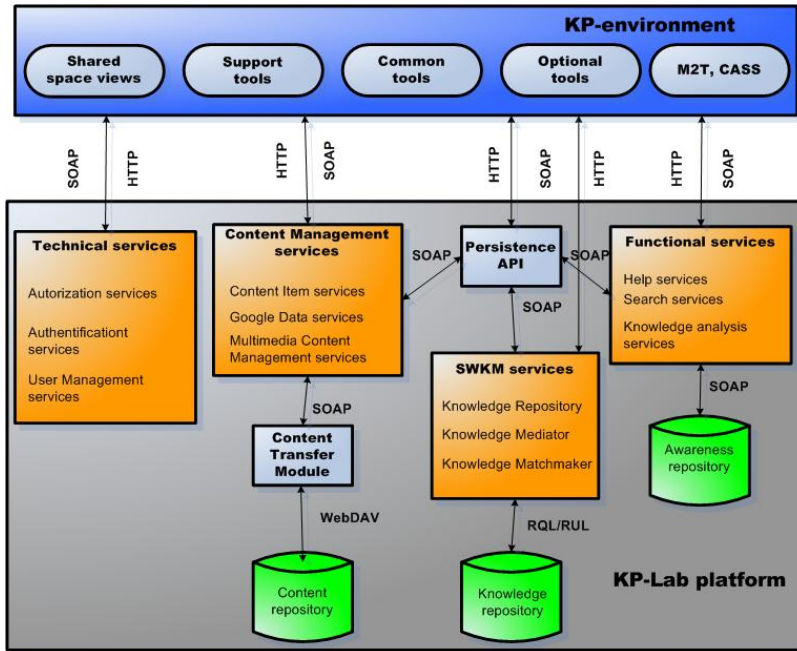 KP-environment
Shared
space views
Support
tools
Common
tools
Optional
tools
M2T, CASS
SOAP
HTTP
HTTP
SOAP
HTTP
SOAP
HTTP
HTTP
SOAP
Technical services
Autorization services
Authentificationt
services
User Management
services
Content Management
services
Content Item services
Google Data services
Multimedia Content
Management services
SOAP
Persistence
API
SOAP
Functional services
Help services
Search services
Knowledge analysis
services
SOAP
SWKM services
Knowledge Repository
Knowledge Mediator
Knowledge Matchmaker
SOAP
Content
Transfer
Module
SOAP
Awareness
repository
WebDAV
RQL/RUL
Content
repository
Knowledge
repository
KP-Lab platform